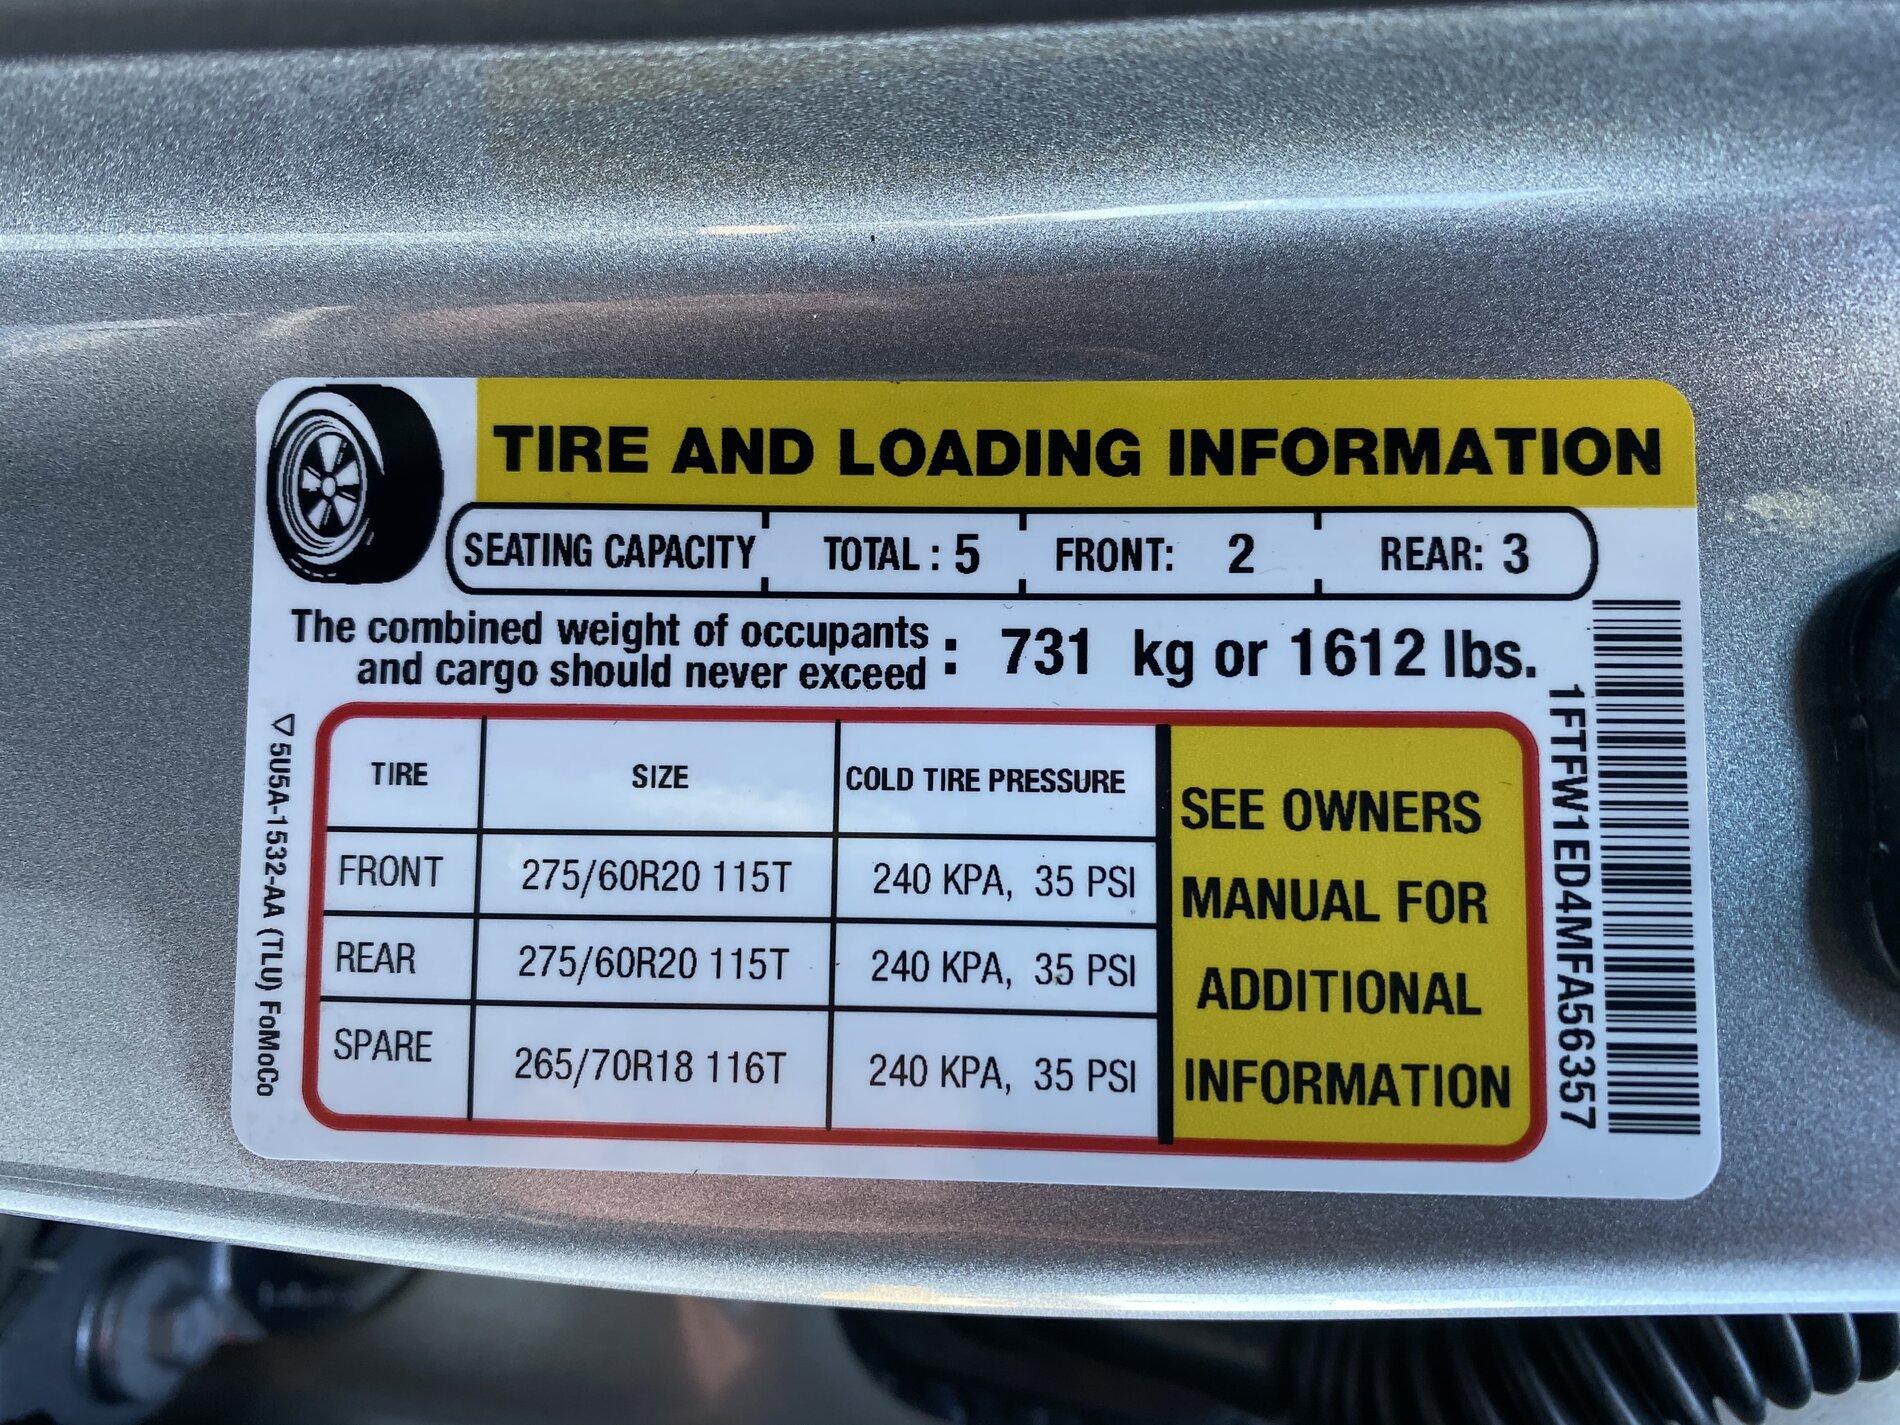 TIRE AND LOADING INFORMATION
SEATING CAPACITY TOTAL : 5 FRONT: 2 REAR: 3
The combined weight of occupants
and cargo should never exceed : 731 kg or 1612 lbs.
TIRE SIZE COLD TIRE PRESSURE
FRONT 275/60R20 115T 240 KPA, 35 PSI
REAR 275/60R20 115T 240 KPA, 35 PSI
SPARE 265/70R18 116T 240 KPA, 35 PSI
SEE OWNERS
MANUAL FOR
ADDITIONAL
INFORMATION
1FTFW1ED4MFA56357
5U5A-1532-AA (TLU) FoMoCo